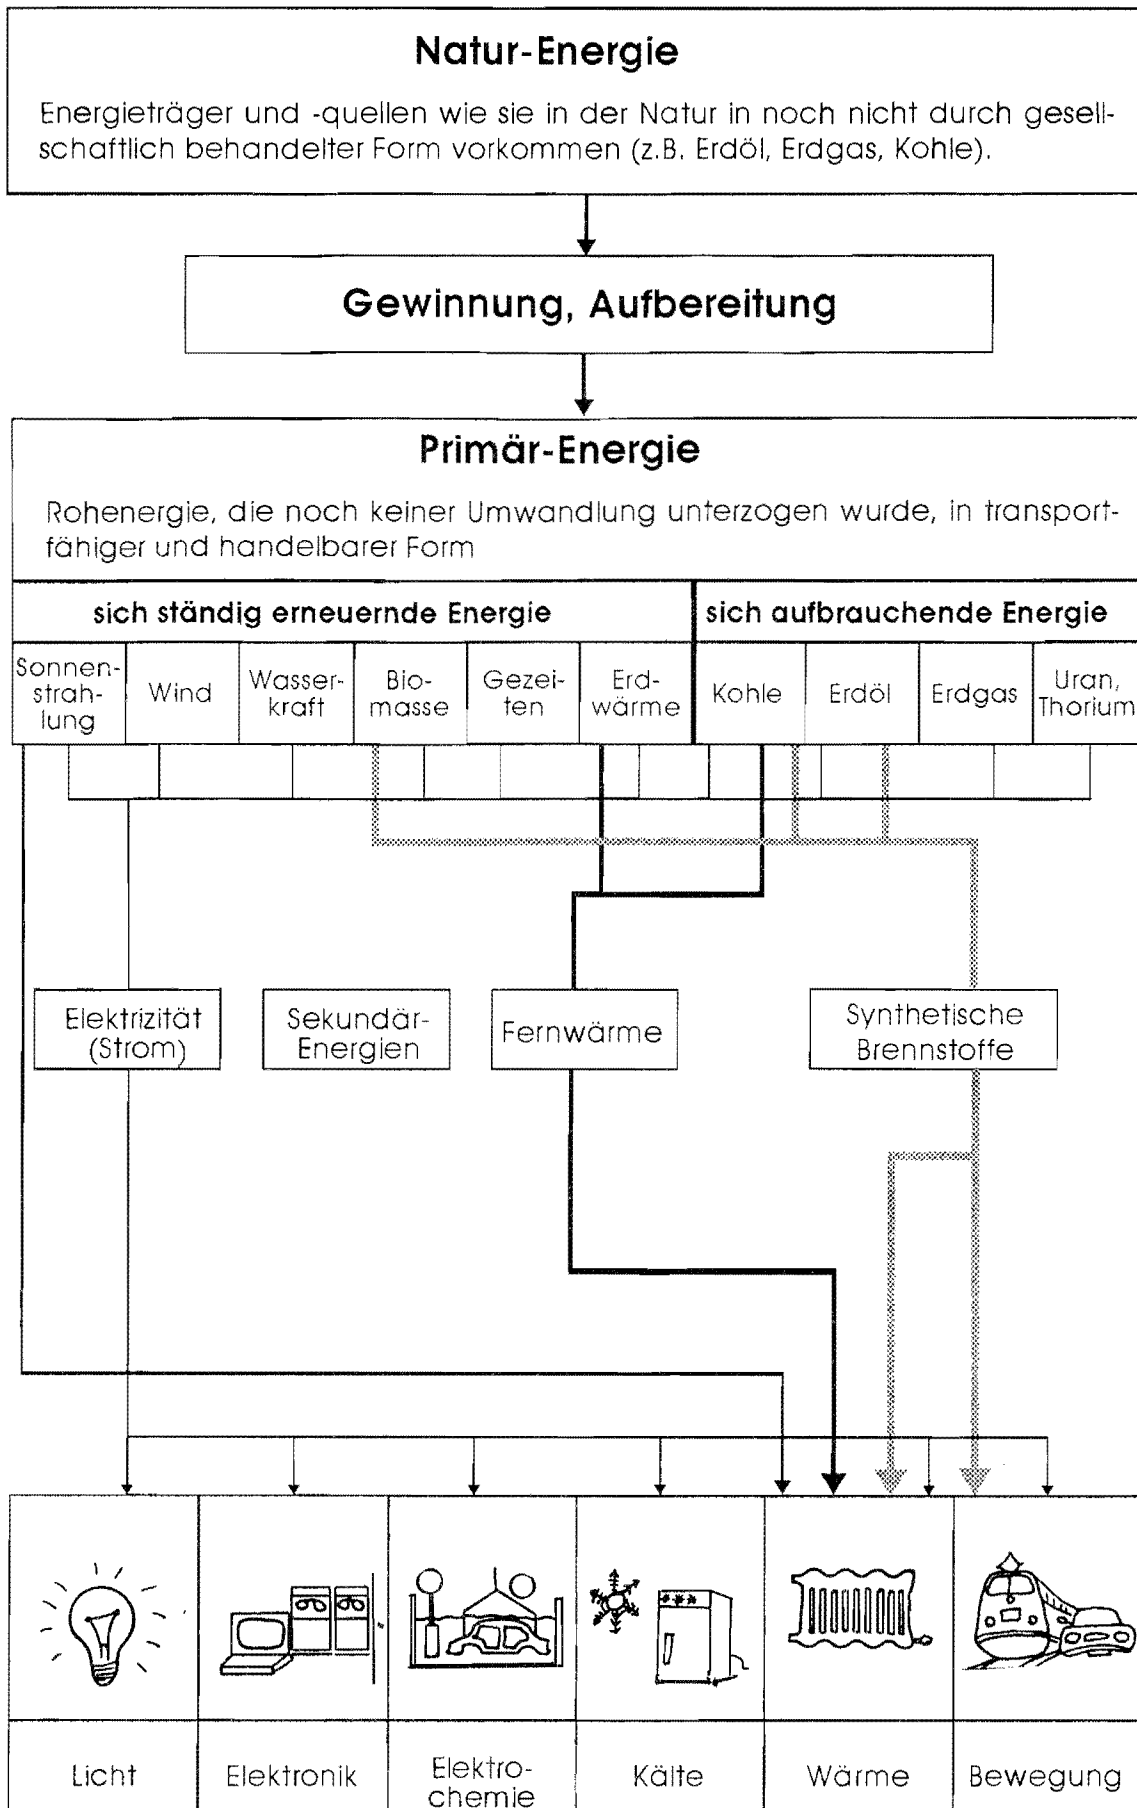 Natur-Energie
Energieträger und -quellen wie sie in der Natur in noch nicht durch gesell-
schaftlich behandelter Form vorkommen (z.B. Erdöl, Erdgas, Kohle).
Gewinnung, Aufbereitung
Primär-Energie
Rohenergie, die noch keiner Umwandlung unterzogen wurde, in transport-
fähiger und handelbarer Form
sich ständig erneuernde Energie
sich aufbrauchende Energie
Sonnen-
strah-
lung
Wind
Wasser-
kraft
Bio-
masse
Gezei-
ten
Erd-
wärme
Kohle
Erdöl
Erdgas
Uran,
Thorium
Elektrizität
(Strom)
Sekundär-
Energien
Fernwärme
Synthetische
Brennstoffe
Licht
Elektronik
Elektro-
chemie
Kälte
Wärme
Bewegung